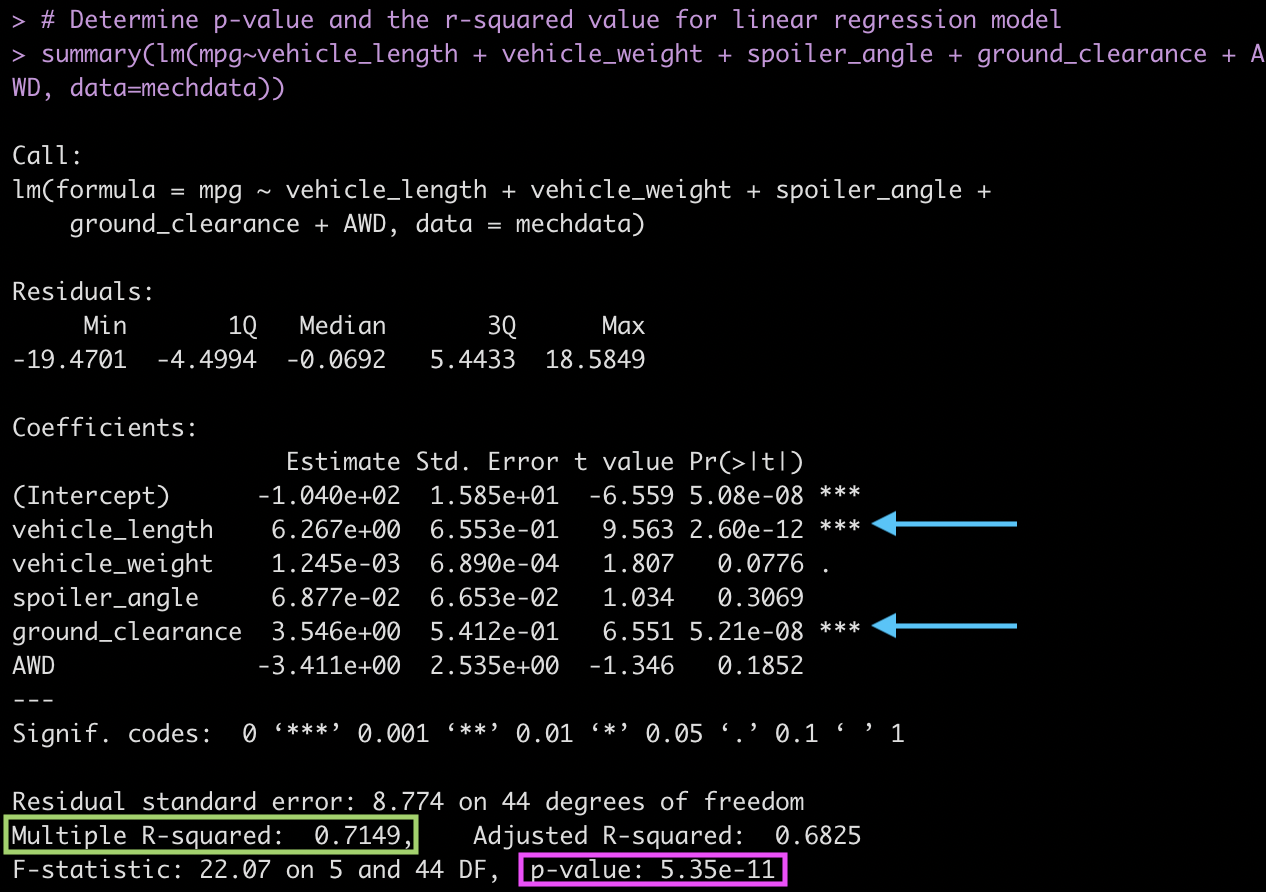 > # Determine p-value and the r-squared value for linear regression model
> summary(lm(mpg~vehicle_length + vehicle_weight + spoiler_angle + ground_clearance + A
WD, data=mechdata))
Call:
lm(formula = mpg ~ vehicle_length + vehicle_weight + spoiler_angle +
    ground_clearance + AWD, data = mechdata)
Residuals:
     Min       1Q   Median       3Q      Max
-19.4701  -4.4994  -0.0692   5.4433  18.5849
Coefficients:
                   Estimate Std. Error t value Pr(>|t|)
(Intercept)      -1.040e+02  1.585e+01  -6.559 5.08e-08 ***
vehicle_length    6.267e+00  6.553e-01   9.563 2.60e-12 ***
vehicle_weight    1.245e-03  6.890e-04   1.807   0.0776 .
spoiler_angle     6.877e-02  6.653e-02   1.034   0.3069
ground_clearance  3.546e+00  5.412e-01   6.551 5.21e-08 ***
AWD              -3.411e+00  2.535e+00  -1.346   0.1852
---
Signif. codes:  0 ‘***’ 0.001 ‘**’ 0.01 ‘*’ 0.05 ‘.’ 0.1 ‘ ’ 1
Residual standard error: 8.774 on 44 degrees of freedom
Multiple R-squared:  0.7149,    Adjusted R-squared:  0.6825
F-statistic: 22.07 on 5 and 44 DF,  p-value: 5.35e-11